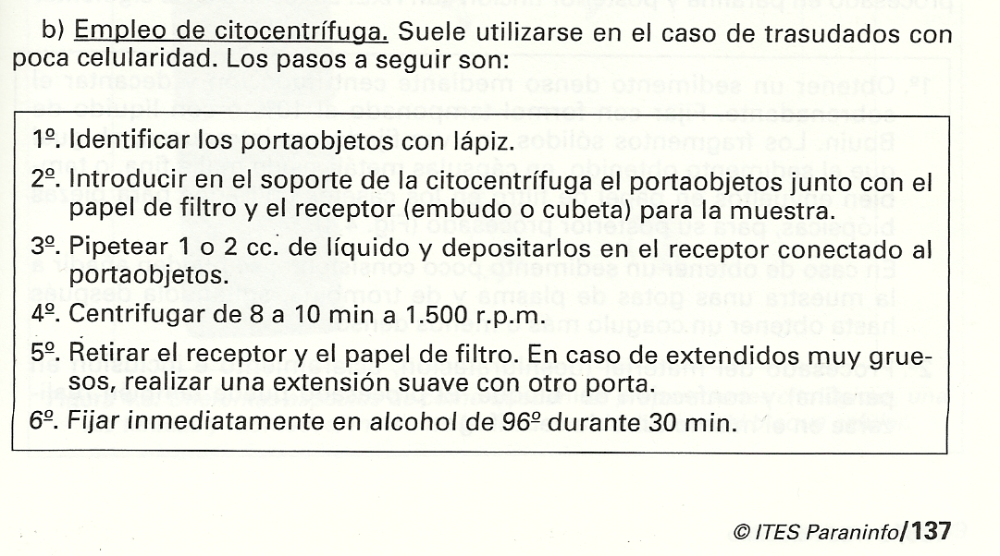 b) Empleo de citocentrífuga. Suele utilizarse en el caso de trasudados con
poca celularidad. Los pasos a seguir son:
1º. Identificar los portaobjetos con lápiz.
2º. Introducir en el soporte de la citocentrífuga el portaobjetos junto con el
papel de filtro y el receptor (embudo o cubeta) para la muestra.
3º. Pipetear 1 o 2 cc. de líquido y depositarlos en el receptor conectado al
portaobjetos.
4º. Centrifugar de 8 a 10 min a 1.500 r.p.m.
5º. Retirar el receptor y el papel de filtro. En caso de extendidos muy grue-
sos, realizar una extensión suave con otro porta.
6º. Fijar inmediatamente en alcohol de 96º durante 30 min.
© ITES Paraninfo/137